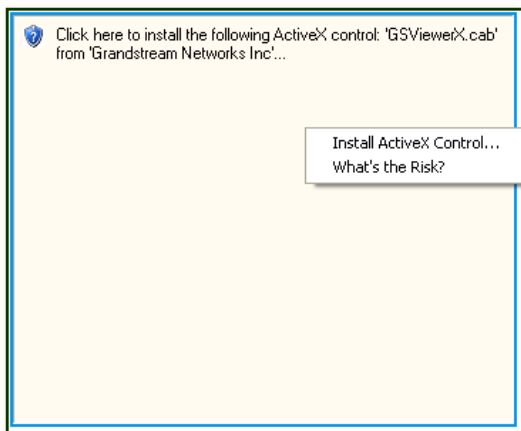 Click here to install the following ActiveX control: 'GSViewerX.cab'
from 'Grandstream Networks Inc'...
Install ActiveX Control...
What's the Risk?